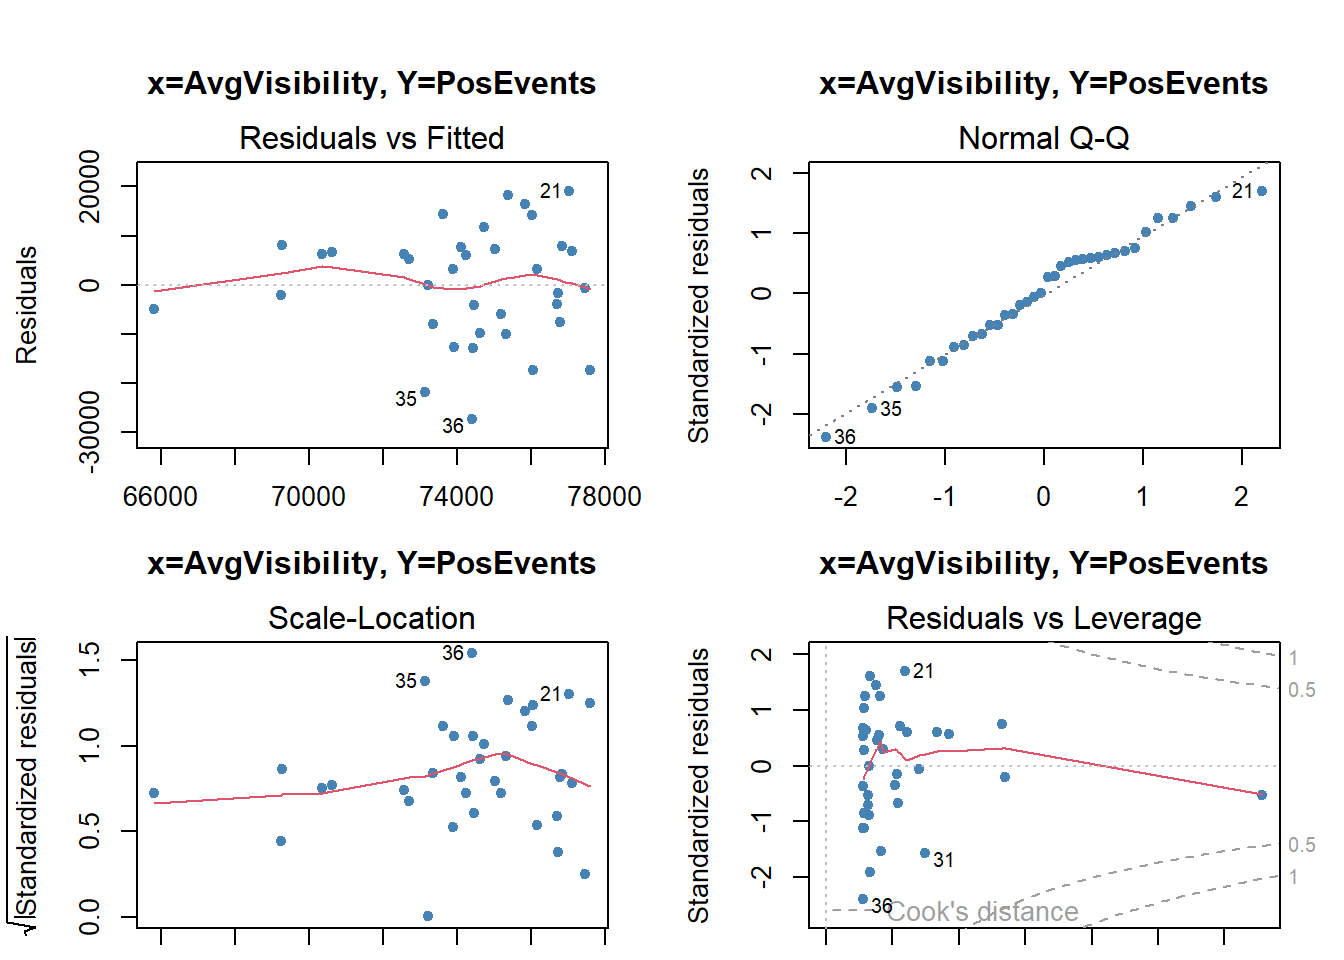 x=AvgVisibility, Y=PosEvents
Residuals vs Fitted
Residuals
20000
0
-30000
21
35
36
66000 70000 74000 78000
x=AvgVisibility, Y=PosEvents
Normal Q-Q
Standardized residuals
2
1
0
-1
-2
21
35
36
-2 -1 0 1 2
x=AvgVisibility, Y=PosEvents
Scale-Location
√|Standardized residuals|
1.5
1.0
0.5
0.0
36
35
21
x=AvgVisibility, Y=PosEvents
Residuals vs Leverage
Standardized residuals
2
1
0
-1
-2
21
31
36
Cook's distance
1
0.5
0.5
1